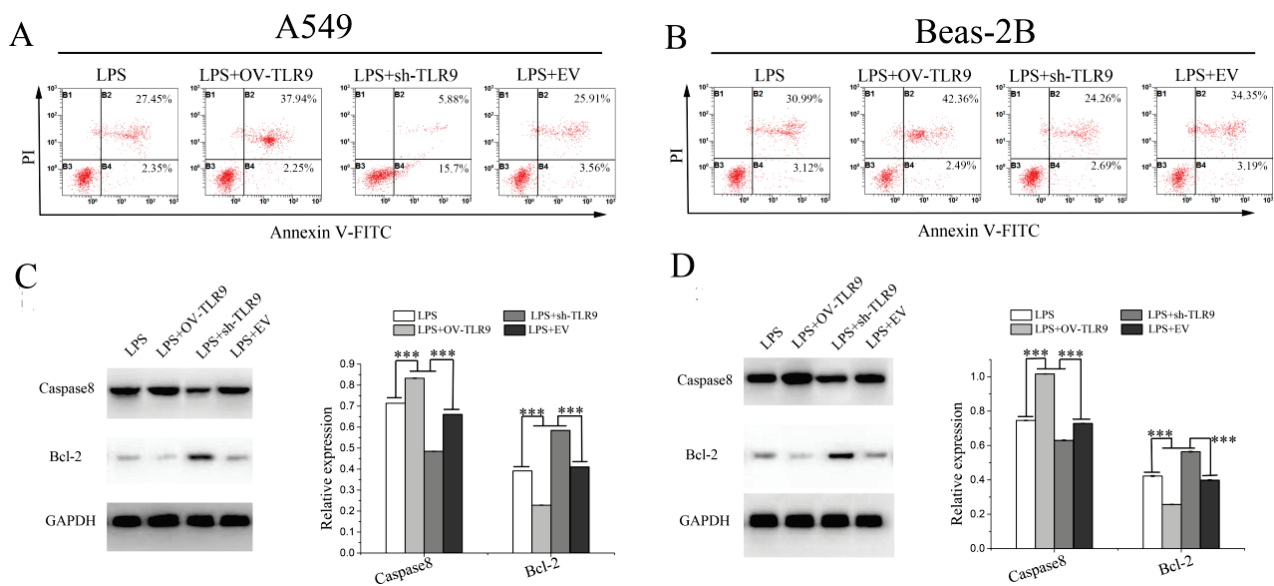 A
A549
LPS LPS+OV-TLR9 LPS+sh-TLR9 LPS+EV
B1 B2 27.45% B1 B2 37.94% B1 B2 5.88% B1 B2 25.91%
B3 B4 2.35% B3 B4 2.25% B3 B4 15.7% B3 B4 3.56%
PI
Annexin V-FITC
B
Beas-2B
LPS LPS+OV-TLR9 LPS+sh-TLR9 LPS+EV
B1 B2 30.99% B1 B2 42.36% B1 B2 24.26% B1 B2 34.35%
B3 B4 3.12% B3 B4 2.49% B3 B4 2.69% B3 B4 3.19%
PI
Annexin V-FITC
C
LPS LPS+OV-TLR9 LPS+sh-TLR9 LPS+EV
Caspase8
Bcl-2
GAPDH
LPS LPS+sh-TLR9
LPS+OV-TLR9 LPS+EV
Relative expression
0.9
0.8
0.7
0.6
0.5
0.4
0.3
0.2
0.1
0.0
*** ***
*** ***
Caspase8 Bcl-2
D
LPS LPS+OV-TLR9 LPS+sh-TLR9 LPS+EV
Caspase8
Bcl-2
GAPDH
LPS LPS+sh-TLR9
LPS+OV-TLR9 LPS+EV
Relative expression
1.0
0.8
0.6
0.4
0.2
0.0
*** ***
*** ***
Caspase8 Bcl-2